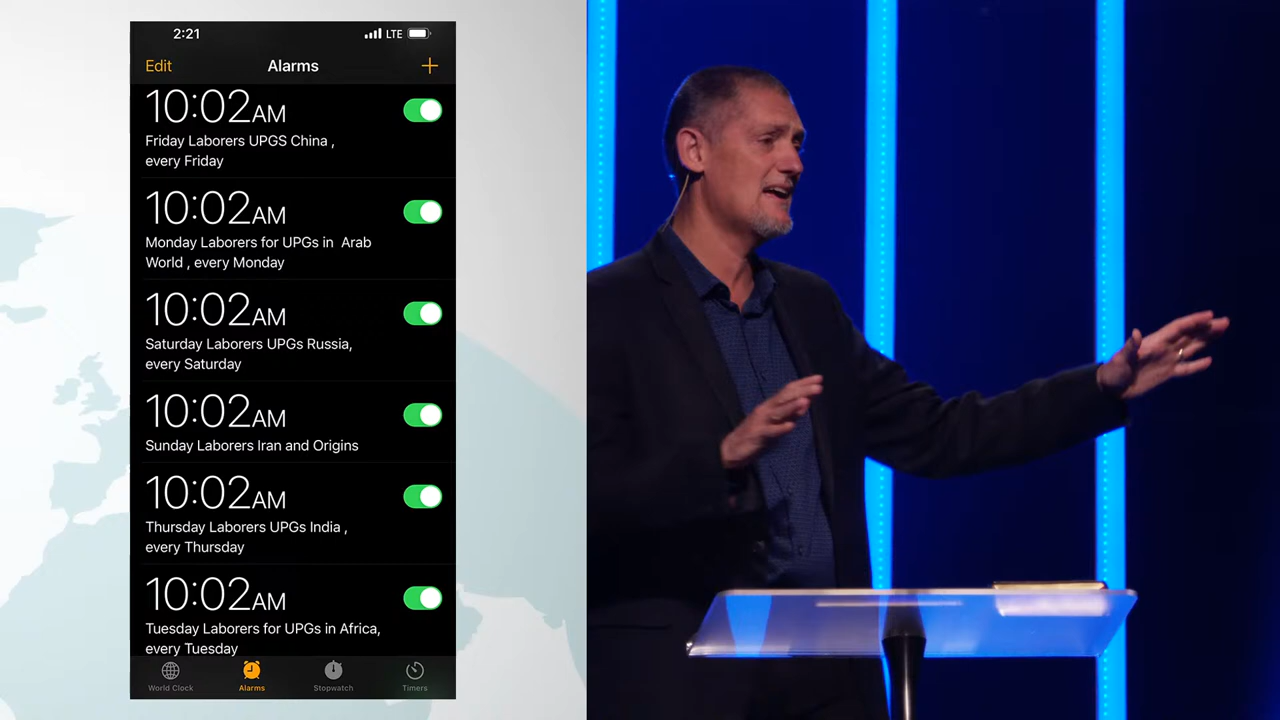 2:21
LTE
Edit
Alarms
10:02AM
Friday Laborers UPGS China ,
every Friday
10:02AM
Monday Laborers for UPGs in Arab
World , every Monday
10:02AM
Saturday Laborers UPGs Russia,
every Saturday
10:02AM
Sunday Laborers Iran and Origins
10:02AM
Thursday Laborers UPGs India ,
every Thursday
10:02AM
Tuesday Laborers for UPGs in Africa,
every Tuesday
World Clock
Alarms
Stopwatch
Timers